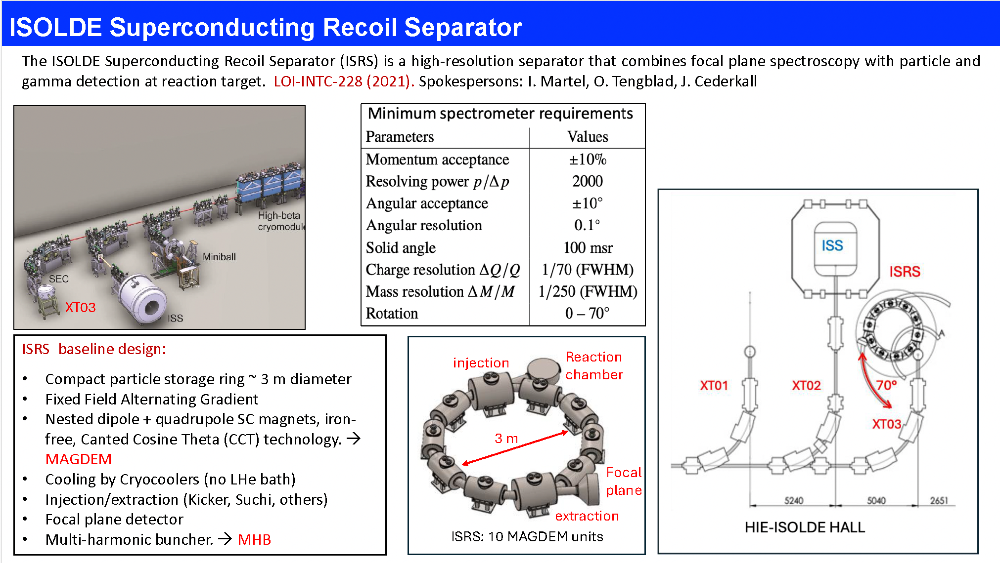 ISOLDE Superconducting Recoil Separator
The ISOLDE Superconducting Recoil Separator (ISRS) is a high-resolution separator that combines focal plane spectroscopy with particle and
gamma detection at reaction target. LOI-INTC-228 (2021). Spokespersons: I. Martel, O. Tengblad, J. Cederkall
High-beta
cryomodule
Miniball
SEC
XT03
ISS
Minimum spectrometer requirements
Parameters Values
Momentum acceptance ±10%
Resolving power p/Δp 2000
Angular acceptance ±10°
Angular resolution 0.1°
Solid angle 100 msr
Charge resolution ΔQ/Q 1/70 (FWHM)
Mass resolution ΔM/M 1/250 (FWHM)
Rotation 0 – 70°
ISRS baseline design:
• Compact particle storage ring ~ 3 m diameter
• Fixed Field Alternating Gradient
• Nested dipole + quadrupole SC magnets, iron-
free, Canted Cosine Theta (CCT) technology. →
MAGDEM
• Cooling by Cryocoolers (no LHe bath)
• Injection/extraction (Kicker, Suchi, others)
• Focal plane detector
• Multi-harmonic buncher. → MHB
injection
Reaction
chamber
3 m
Focal
plane
extraction
ISRS: 10 MAGDEM units
ISS
ISRS
A
XT01
XT02
70°
XT03
5240
5040
2651
HIE-ISOLDE HALL